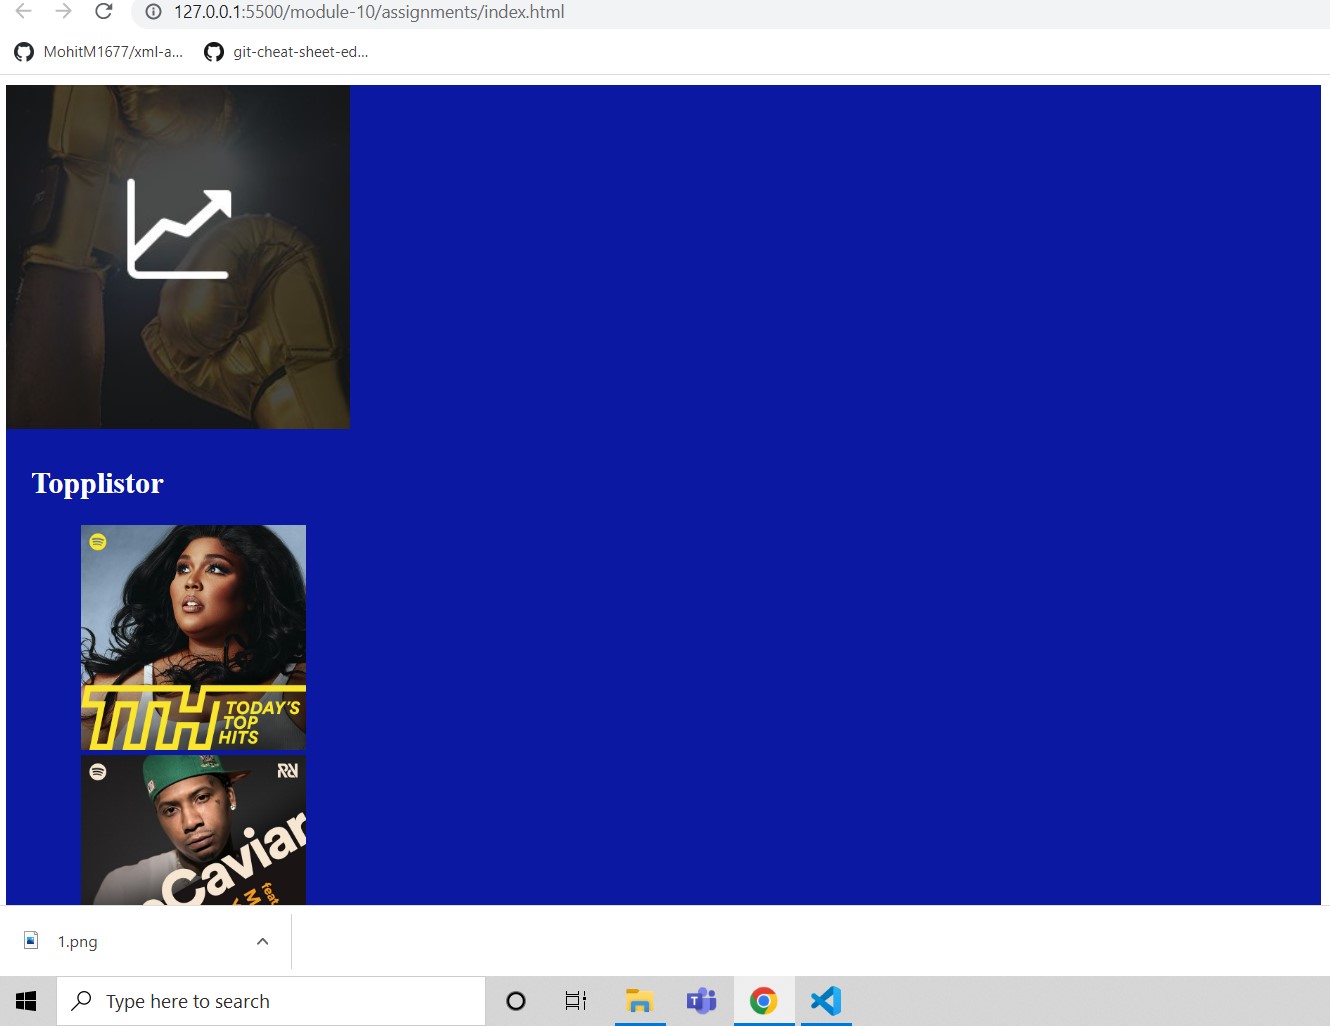 127.0.0.1:5500/module-10/assignments/index.html
MohitM1677/xml-a...
git-cheat-sheet-ed...
Topplistor
TTH
TODAY'S
TOP
HITS
Caviar
feat
1.png
Type here to search